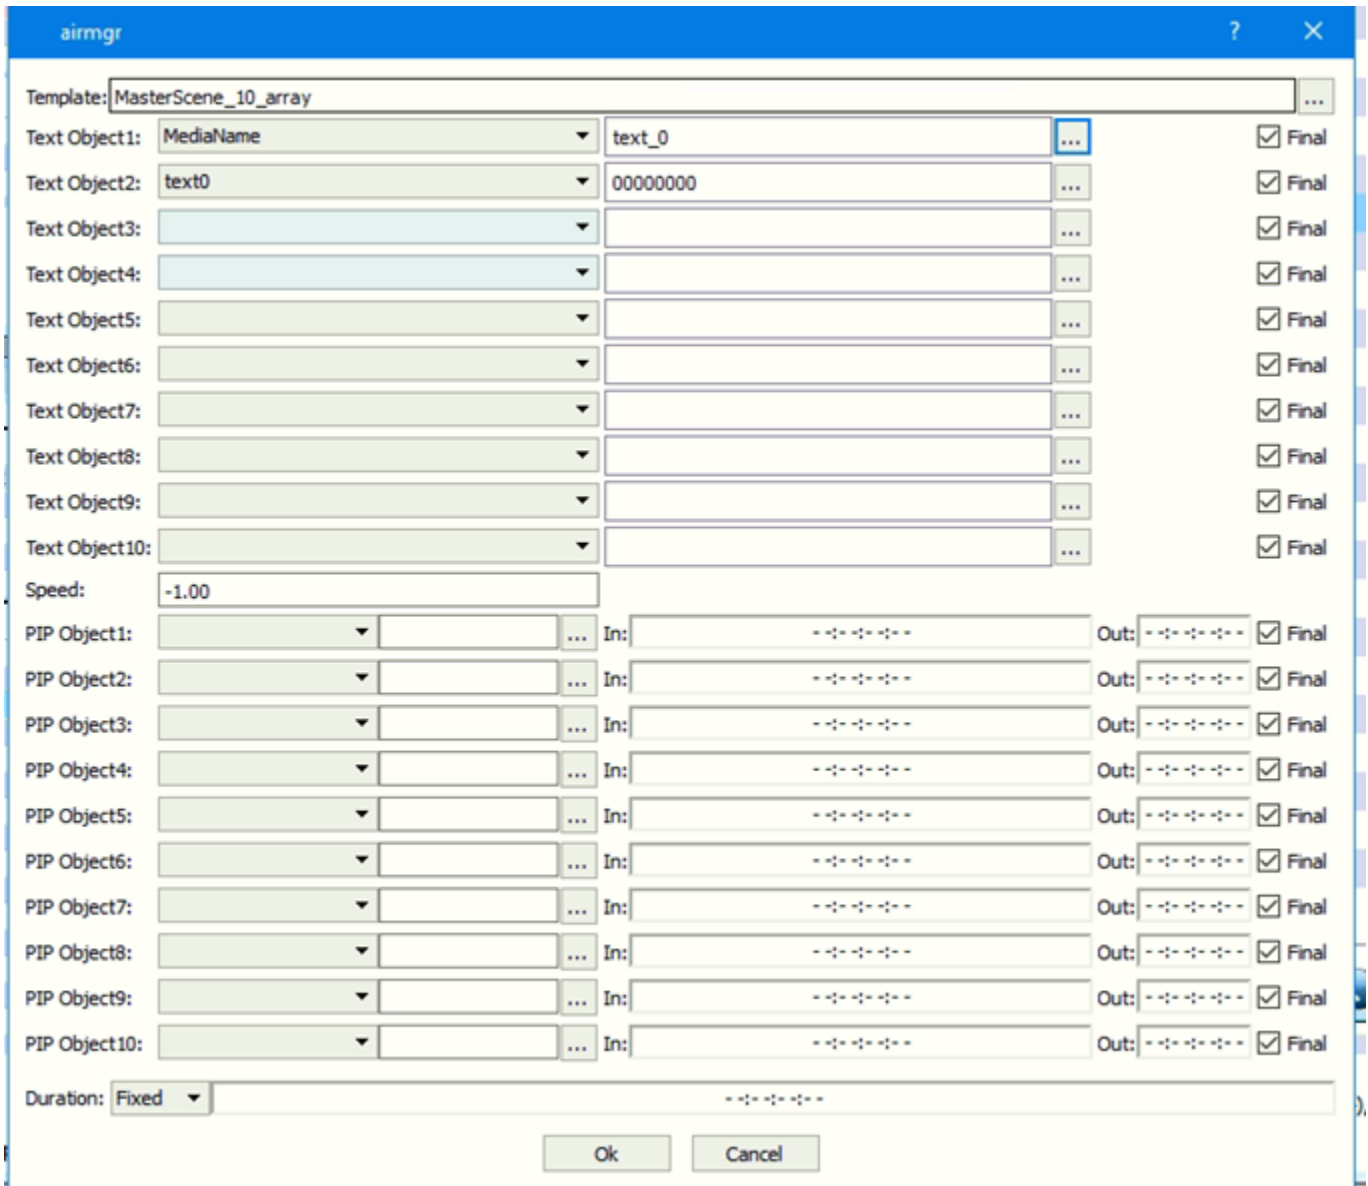 airmgr ? ×
Template: MasterScene_10_array ...
Text Object1: MediaName text_0 ... Final
Text Object2: text0 00000000 ... Final
Text Object3: ... Final
Text Object4: ... Final
Text Object5: ... Final
Text Object6: ... Final
Text Object7: ... Final
Text Object8: ... Final
Text Object9: ... Final
Text Object10: ... Final
Speed: -1.00
PIP Object1: ... In: --:--:--:-- Out: --:--:--:-- Final
PIP Object2: ... In: --:--:--:-- Out: --:--:--:-- Final
PIP Object3: ... In: --:--:--:-- Out: --:--:--:-- Final
PIP Object4: ... In: --:--:--:-- Out: --:--:--:-- Final
PIP Object5: ... In: --:--:--:-- Out: --:--:--:-- Final
PIP Object6: ... In: --:--:--:-- Out: --:--:--:-- Final
PIP Object7: ... In: --:--:--:-- Out: --:--:--:-- Final
PIP Object8: ... In: --:--:--:-- Out: --:--:--:-- Final
PIP Object9: ... In: --:--:--:-- Out: --:--:--:-- Final
PIP Object10: ... In: --:--:--:-- Out: --:--:--:-- Final
Duration: Fixed --:--:--:--
Ok Cancel